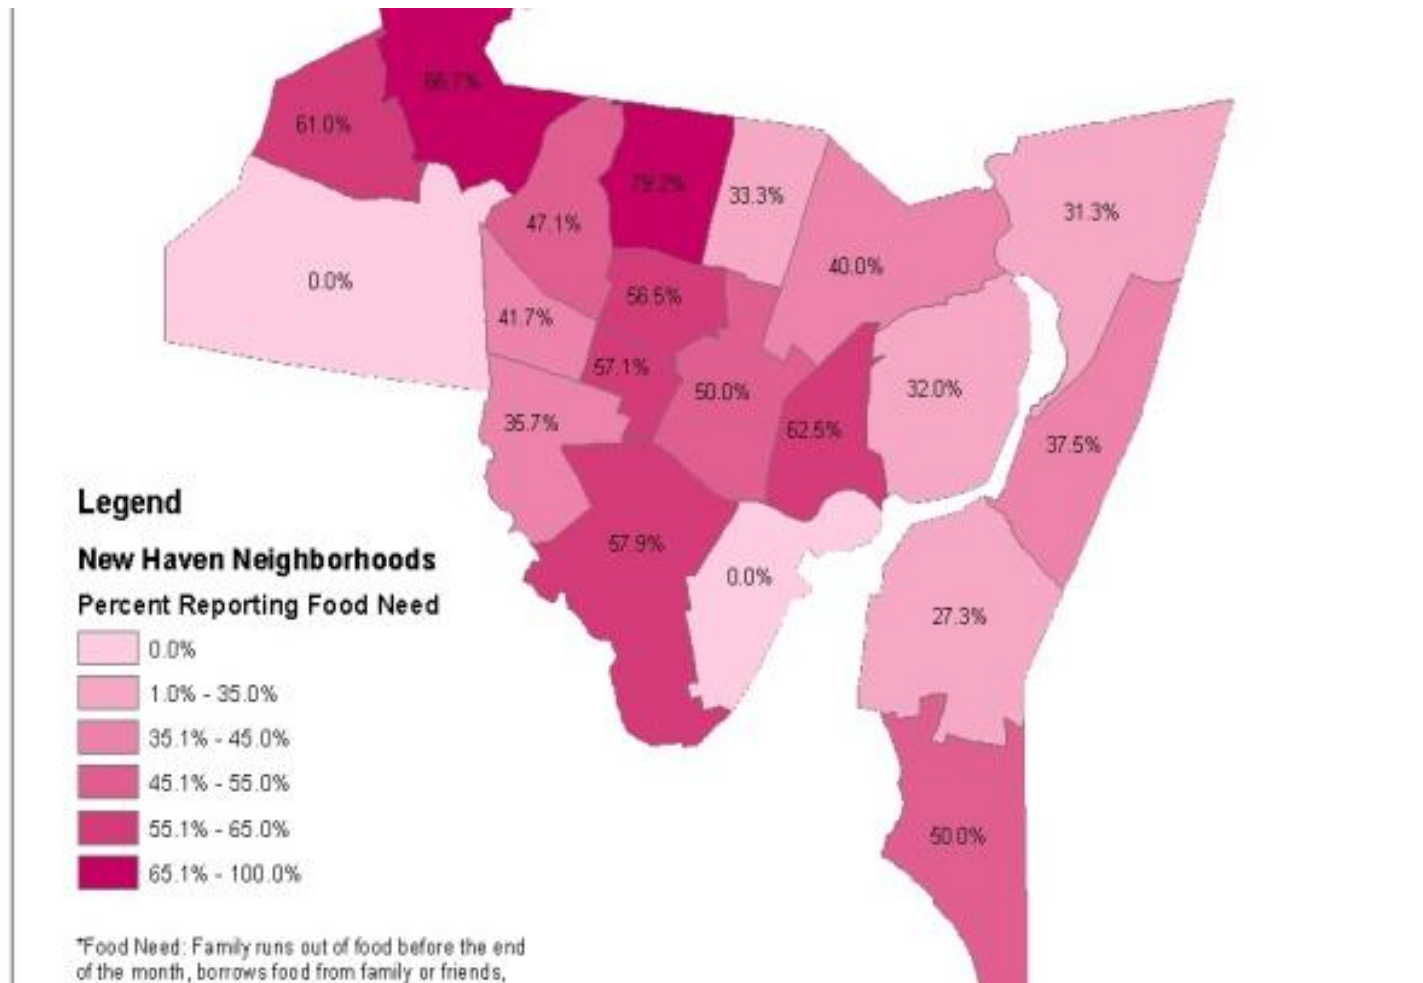 66.7%
61.0%
79.2%
33.3%
31.3%
47.1%
40.0%
0.0%
56.5%
41.7%
57.1%
50.0%
32.0%
35.7%
62.5%
37.5%
57.9%
0.0%
27.3%
50.0%
Legend
New Haven Neighborhoods
Percent Reporting Food Need
0.0%
1.0% - 35.0%
35.1% - 45.0%
45.1% - 55.0%
55.1% - 65.0%
65.1% - 100.0%
*Food Need: Family runs out of food before the end
of the month, borrows food from family or friends,